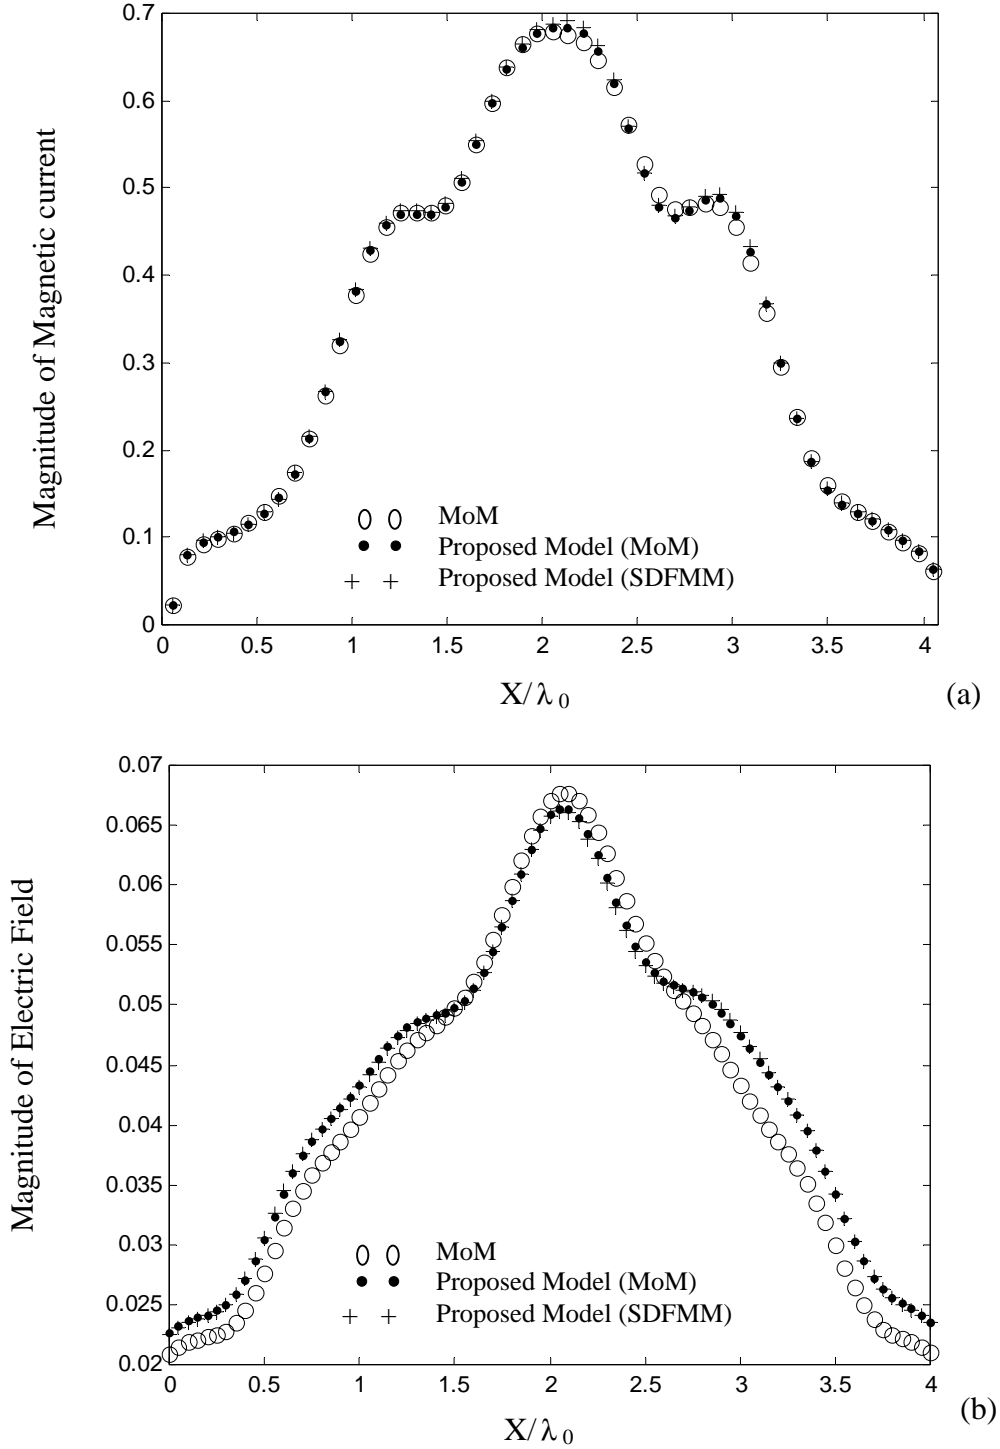 0.7
0.6
0.5
0.4
0.3
0.2
0.1
0
Magnitude of Magnetic current
MoM
Proposed Model (MoM)
Proposed Model (SDFMM)
0 0.5 1 1.5 2 2.5 3 3.5 4
X/λ0
(a)
0.07
0.065
0.06
0.055
0.05
0.045
0.04
0.035
0.03
0.025
0.02
Magnitude of Electric Field
MoM
Proposed Model (MoM)
Proposed Model (SDFMM)
0 0.5 1 1.5 2 2.5 3 3.5 4
X/λ0
(b)